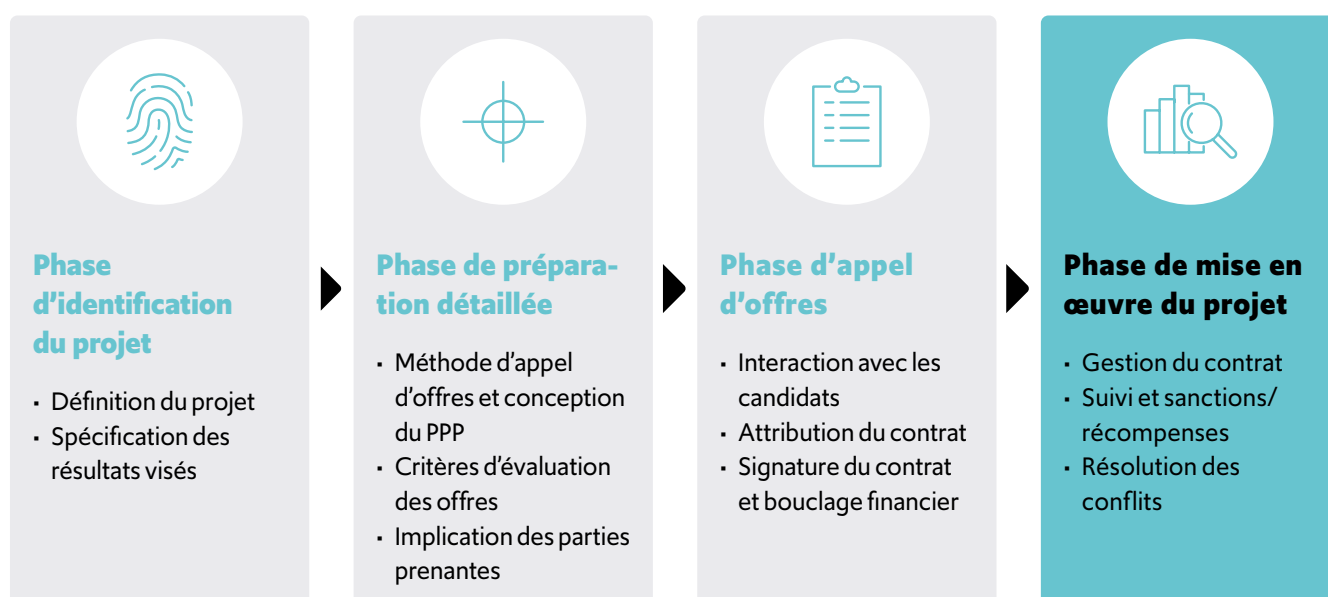 Phase
d’identification
du projet
▪ Définition du projet
▪ Spécification des
résultats visés
Phase de prépara-
tion détaillée
▪ Méthode d’appel
d’offres et conception
du PPP
▪ Critères d’évaluation
des offres
▪ Implication des parties
prenantes
Phase d’appel
d’offres
▪ Interaction avec les
candidats
▪ Attribution du contrat
▪ Signature du contrat
et bouclage financier
Phase de mise en
œuvre du projet
▪ Gestion du contrat
▪ Suivi et sanctions/
récompenses
▪ Résolution des
conflits